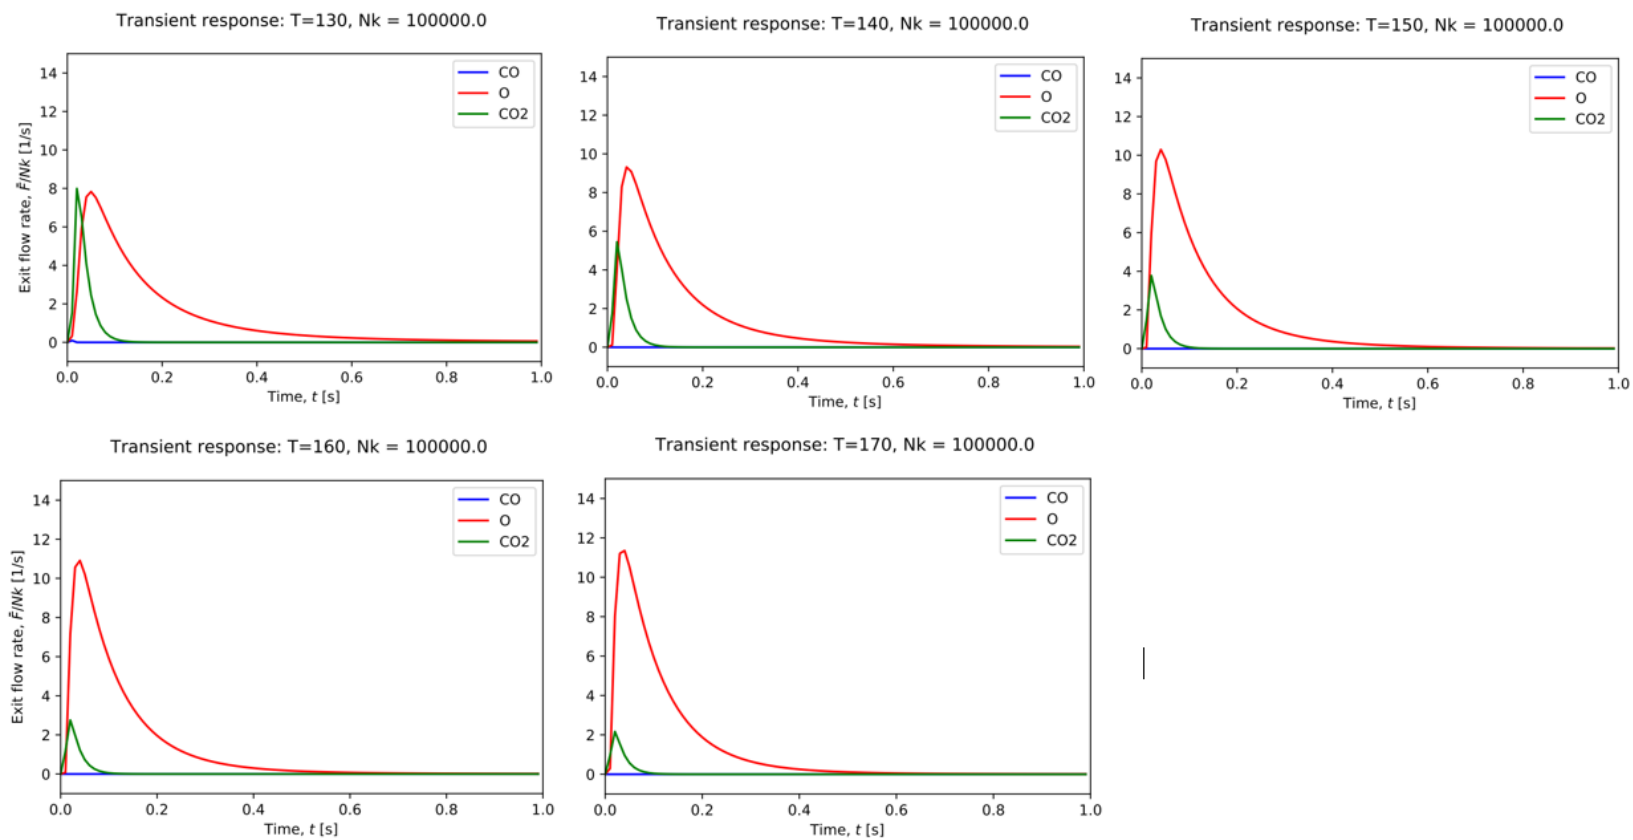 Transient response: T=130, Nk = 100000.0
14
12
10
8
6
4
2
0
Exit flow rate, F̄/Nk [1/s]
CO
O
CO2
0.0 0.2 0.4 0.6 0.8 1.0
Time, t [s]
Transient response: T=140, Nk = 100000.0
14
12
10
8
6
4
2
0
CO
O
CO2
0.0 0.2 0.4 0.6 0.8 1.0
Time, t [s]
Transient response: T=150, Nk = 100000.0
14
12
10
8
6
4
2
0
CO
O
CO2
0.0 0.2 0.4 0.6 0.8 1.0
Time, t [s]
Transient response: T=160, Nk = 100000.0
14
12
10
8
6
4
2
0
Exit flow rate, F̄/Nk [1/s]
CO
O
CO2
0.0 0.2 0.4 0.6 0.8 1.0
Time, t [s]
Transient response: T=170, Nk = 100000.0
14
12
10
8
6
4
2
0
CO
O
CO2
0.0 0.2 0.4 0.6 0.8 1.0
Time, t [s]